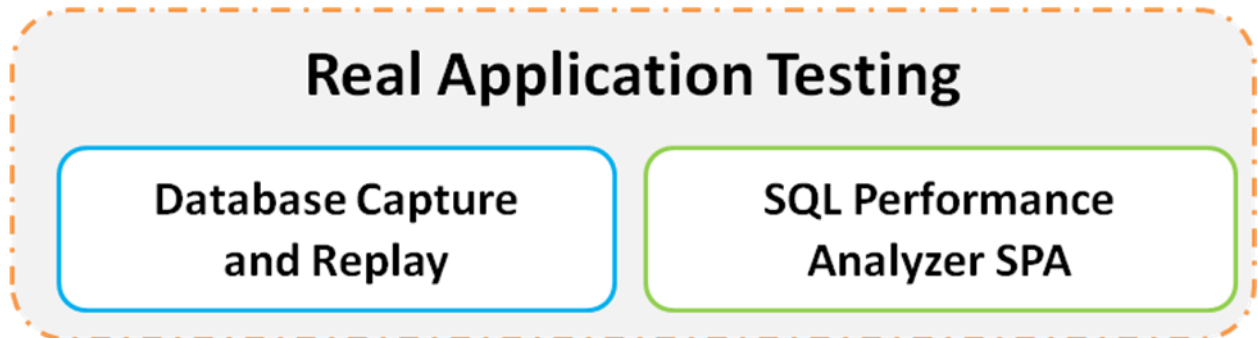 Real Application Testing
Database Capture
and Replay
SQL Performance
Analyzer SPA